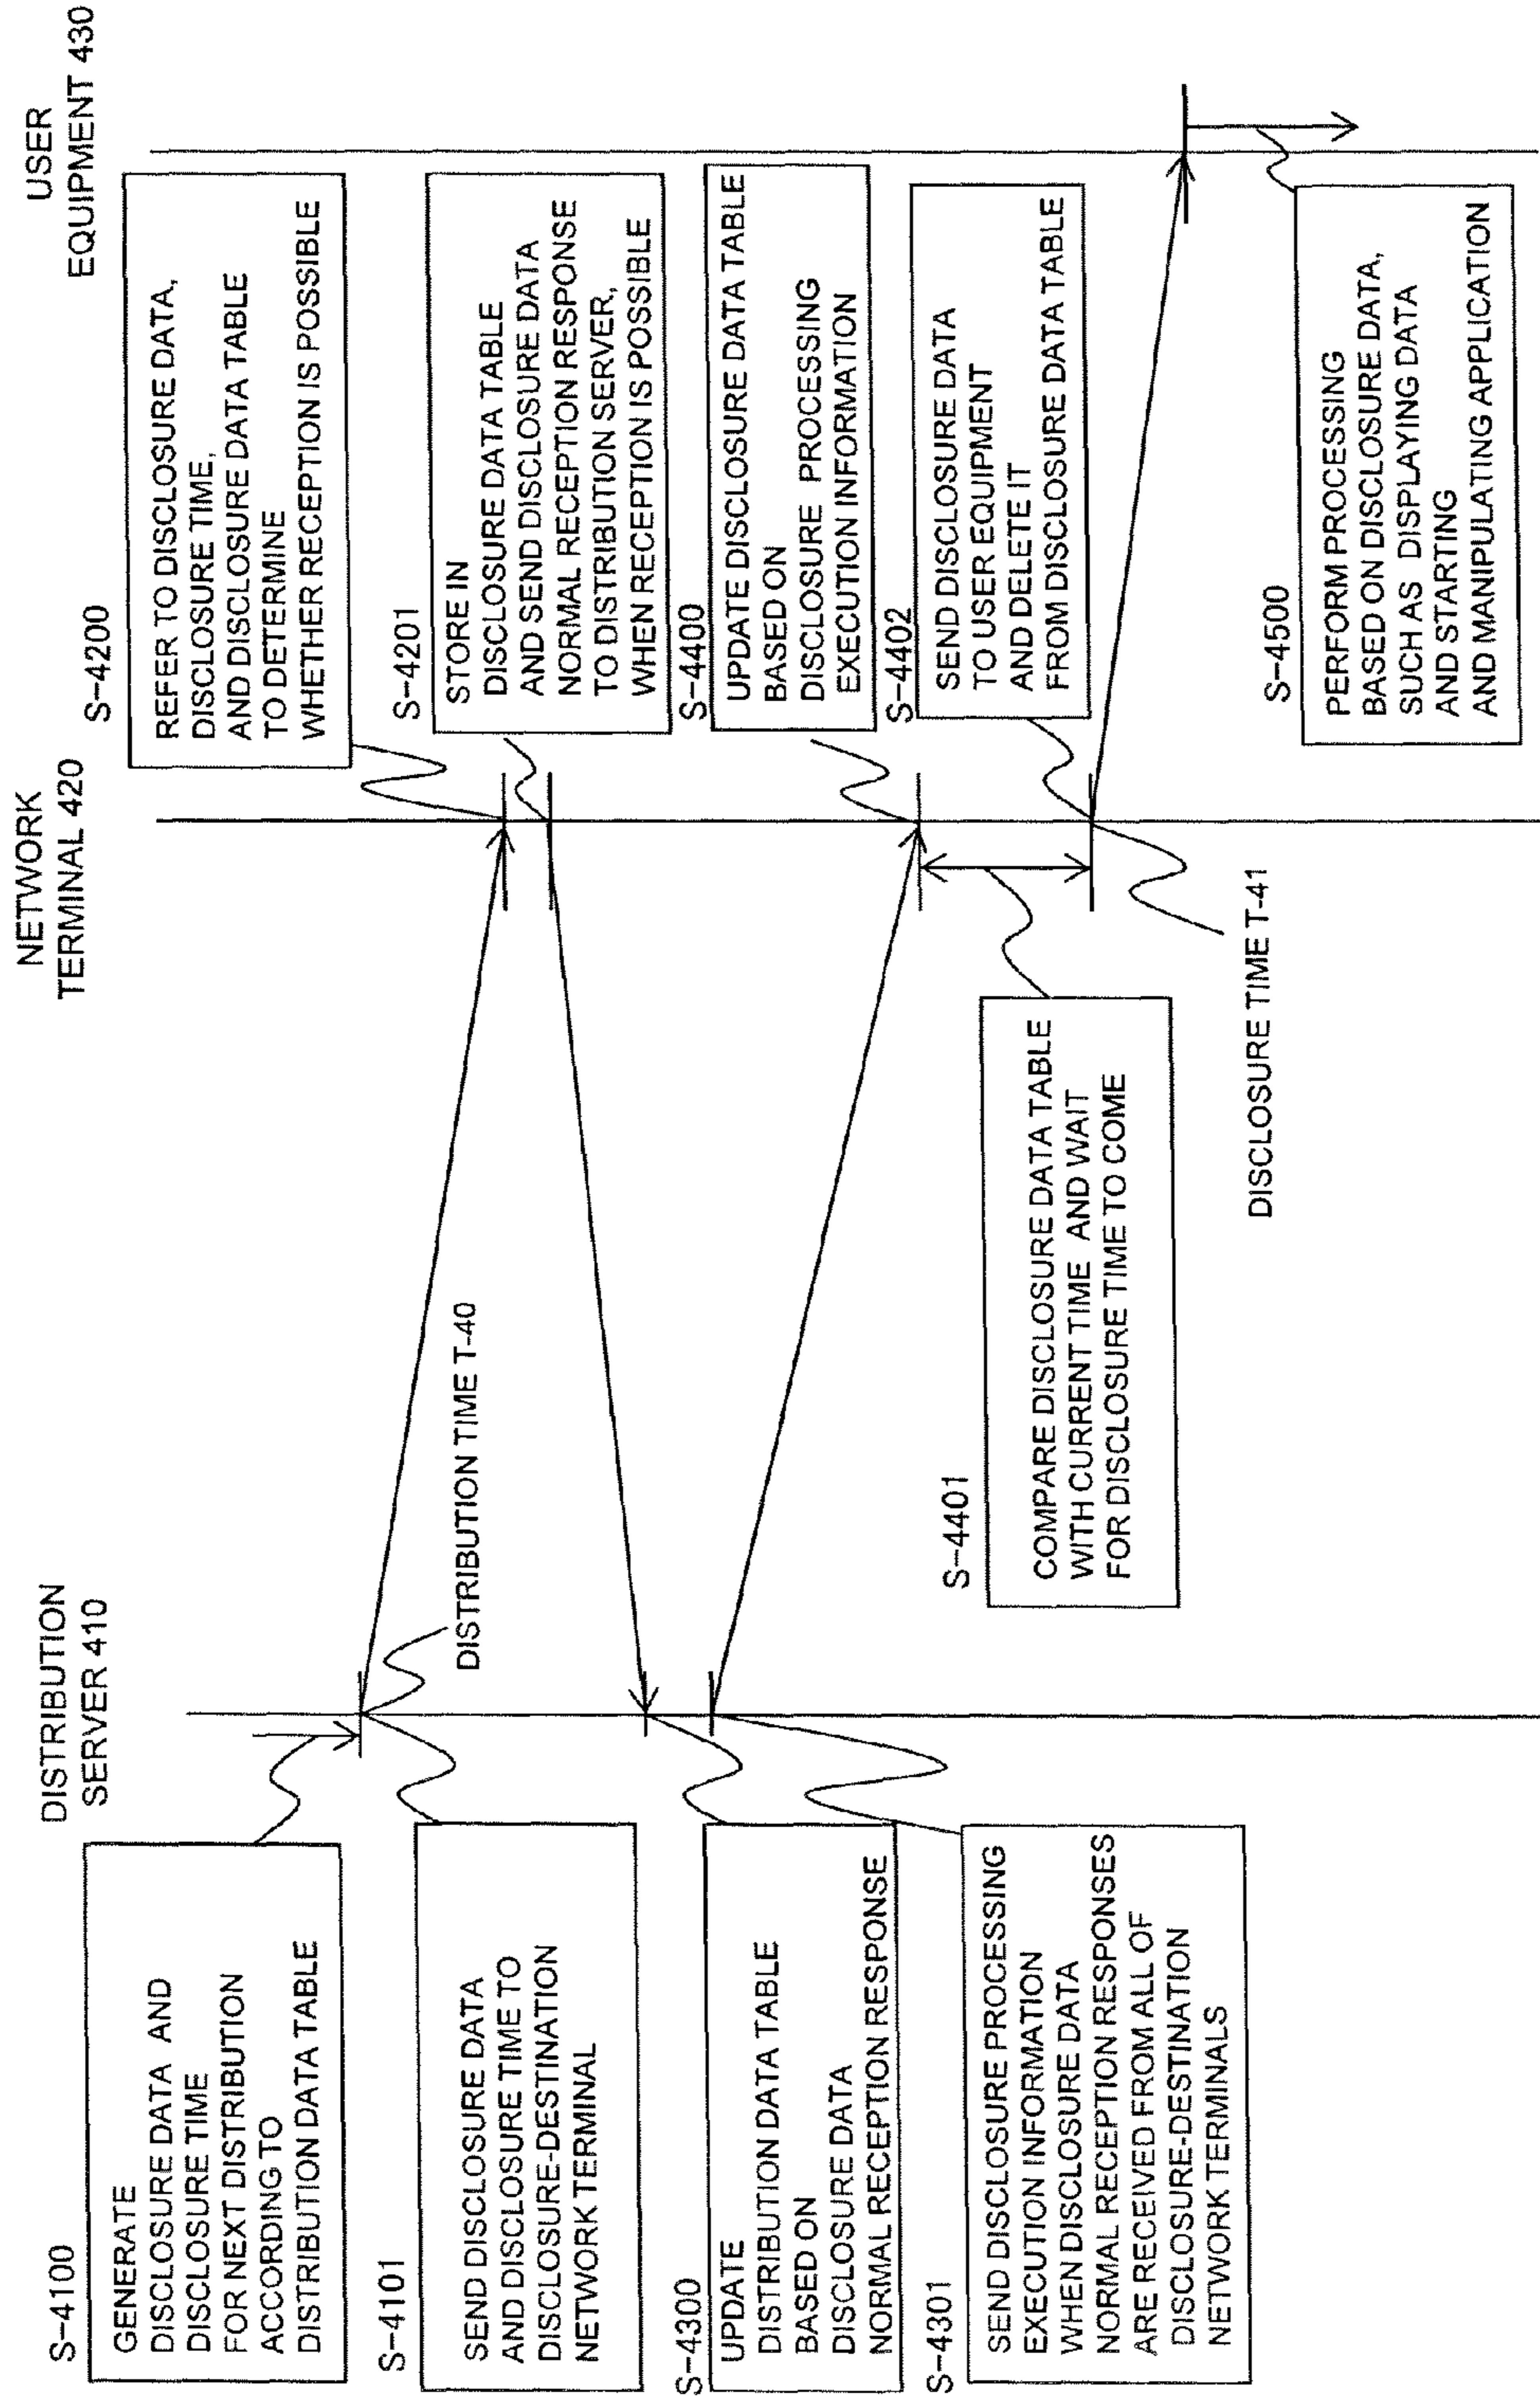 DISTRIBUTION
SERVER 410
NETWORK
TERMINAL 420
USER
EQUIPMENT 430
S-4100
GENERATE
DISCLOSURE DATA AND
DISCLOSURE TIME
FOR NEXT DISTRIBUTION
ACCORDING TO
DISTRIBUTION DATA TABLE
S-4101
SEND DISCLOSURE DATA
AND DISCLOSURE TIME TO
DISCLOSURE-DESTINATION
NETWORK TERMINAL
S-4300
UPDATE
DISTRIBUTION DATA TABLE
BASED ON
DISCLOSURE DATA
NORMAL RECEPTION RESPONSE
S-4301
SEND DISCLOSURE PROCESSING
EXECUTION INFORMATION
WHEN DISCLOSURE DATA
NORMAL RECEPTION RESPONSES
ARE RECEIVED FROM ALL OF
DISCLOSURE-DESTINATION
NETWORK TERMINALS
DISTRIBUTION TIME T-40
S-4401
COMPARE DISCLOSURE DATA TABLE
WITH CURRENT TIME AND WAIT
FOR DISCLOSURE TIME TO COME
DISCLOSURE TIME T-41
S-4200
REFER TO DISCLOSURE DATA,
DISCLOSURE TIME,
AND DISCLOSURE DATA TABLE
TO DETERMINE
WHETHER RECEPTION IS POSSIBLE
S-4201
STORE IN
DISCLOSURE DATA TABLE
AND SEND DISCLOSURE DATA
NORMAL RECEPTION RESPONSE
TO DISTRIBUTION SERVER,
WHEN RECEPTION IS POSSIBLE
S-4400
UPDATE DISCLOSURE DATA TABLE
BASED ON
DISCLOSURE PROCESSING
EXECUTION INFORMATION
S-4402
SEND DISCLOSURE DATA
TO USER EQUIPMENT
AND DELETE IT
FROM DISCLOSURE DATA TABLE
S-4500
PERFORM PROCESSING
BASED ON DISCLOSURE DATA,
SUCH AS DISPLAYING DATA
AND STARTING
AND MANIPULATING APPLICATION